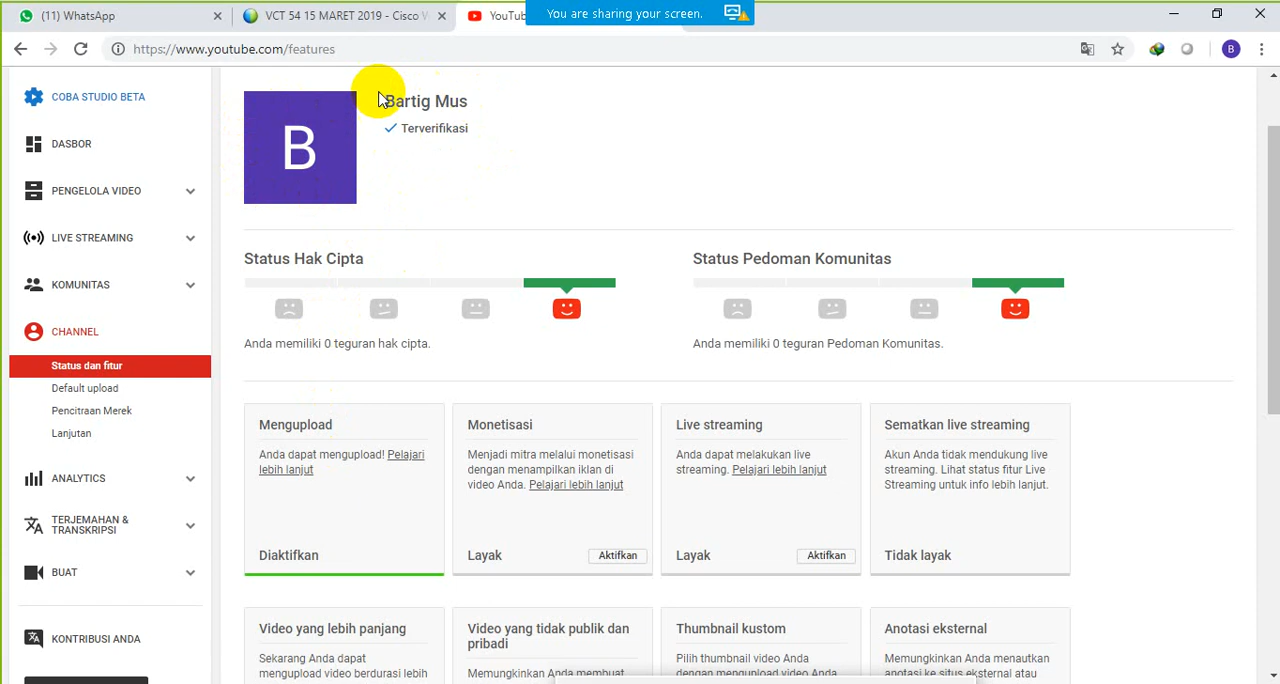 (11) WhatsApp
VCT 54 15 MARET 2019 - Cisco
YouTu
You are sharing your screen.
https://www.youtube.com/features
B
COBA STUDIO BETA
DASBOR
PENGELOLA VIDEO
LIVE STREAMING
KOMUNITAS
CHANNEL
Status dan fitur
Default upload
Pencitraan Merek
Lanjutan
ANALYTICS
TERJEMAHAN &
TRANSKRIPSI
BUAT
KONTRIBUSI ANDA
B
Bartig Mus
Terverifikasi
Status Hak Cipta
Anda memiliki 0 teguran hak cipta.
Status Pedoman Komunitas
Anda memiliki 0 teguran Pedoman Komunitas.
Mengupload
Anda dapat mengupload! Pelajari
lebih lanjut
Diaktifkan
Monetisasi
Menjadi mitra melalui monetisasi
dengan menampilkan iklan di
video Anda. Pelajari lebih lanjut
Layak
Aktifkan
Live streaming
Anda dapat melakukan live
streaming. Pelajari lebih lanjut
Layak
Aktifkan
Sematkan live streaming
Akun Anda tidak mendukung live
streaming. Lihat status fitur Live
Streaming untuk info lebih lanjut.
Tidak layak
Video yang lebih panjang
Sekarang Anda dapat
mengupload video berdurasi lebih
Video yang tidak publik dan
pribadi
Memungkinkan Anda membuat
Thumbnail kustom
Pilih thumbnail video Anda
dengan mengupload thumbnail
Anotasi eksternal
Memungkinkan Anda menautkan
anotasi ke situs eksternal atau